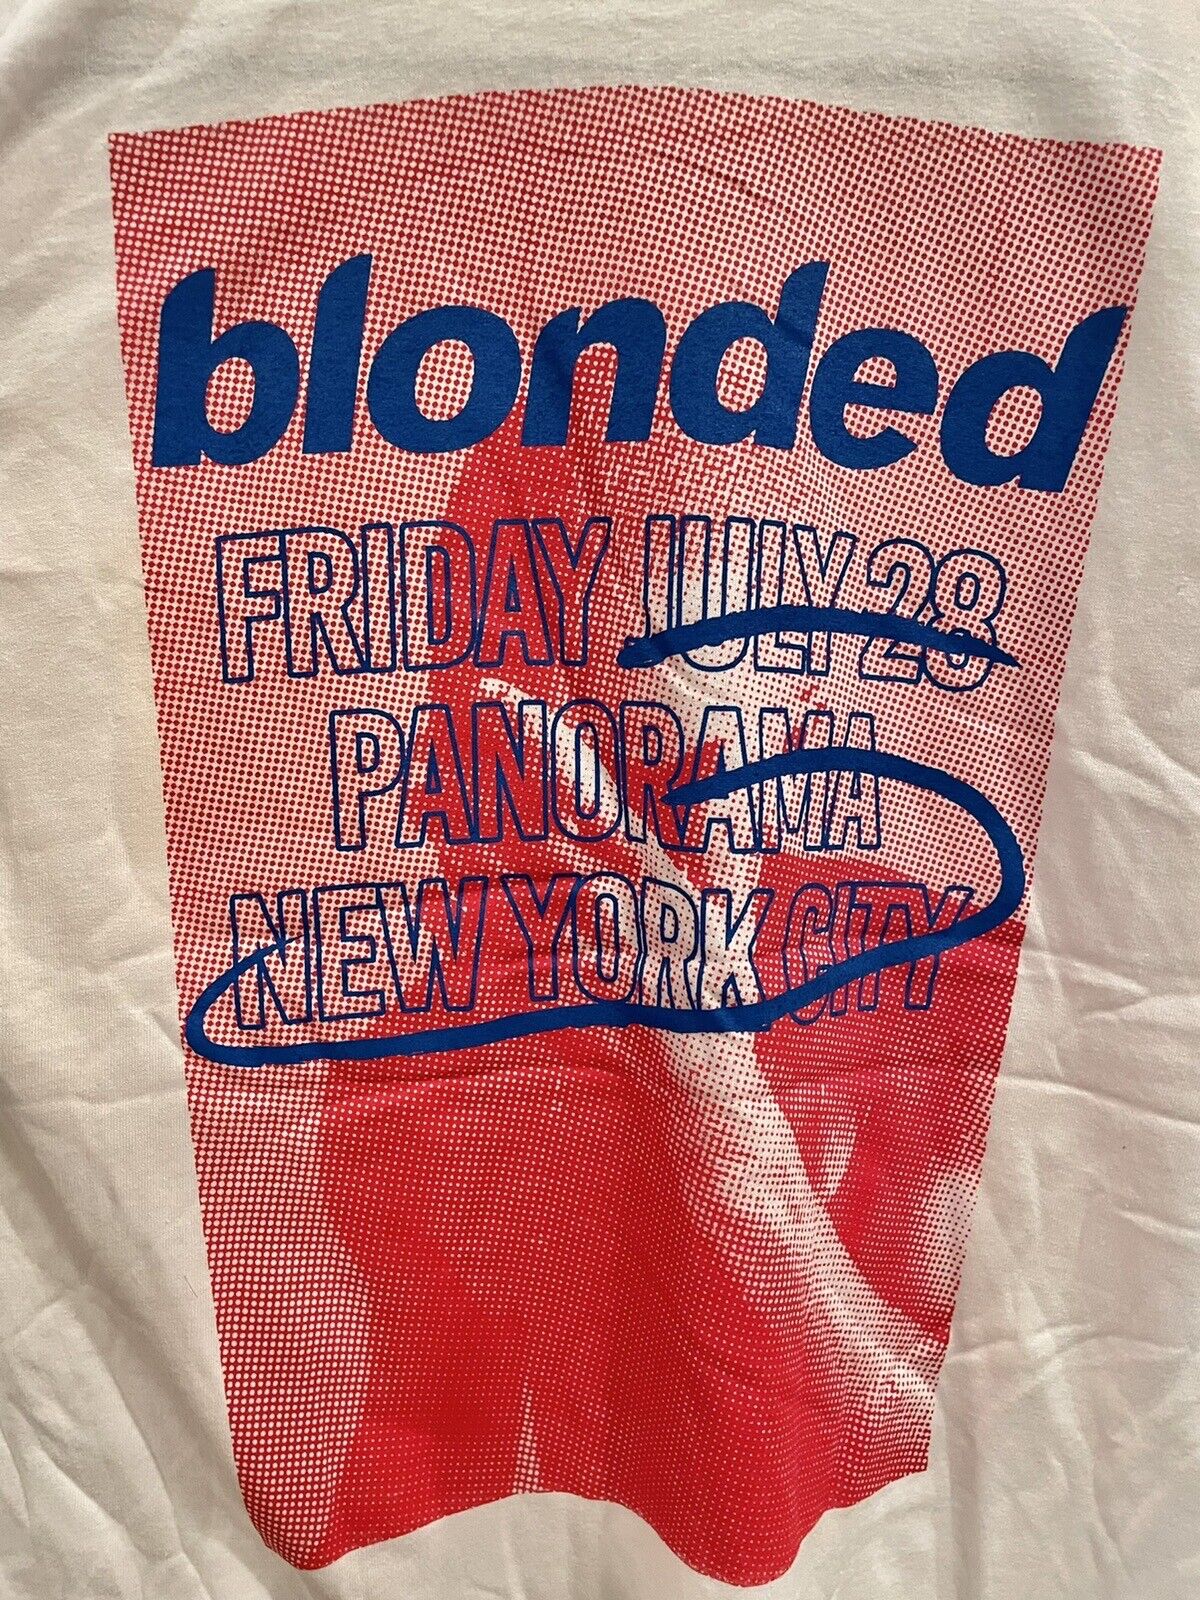 blonded
FRIDAY JULY 28
PANORAMA
NEW YORK CITY